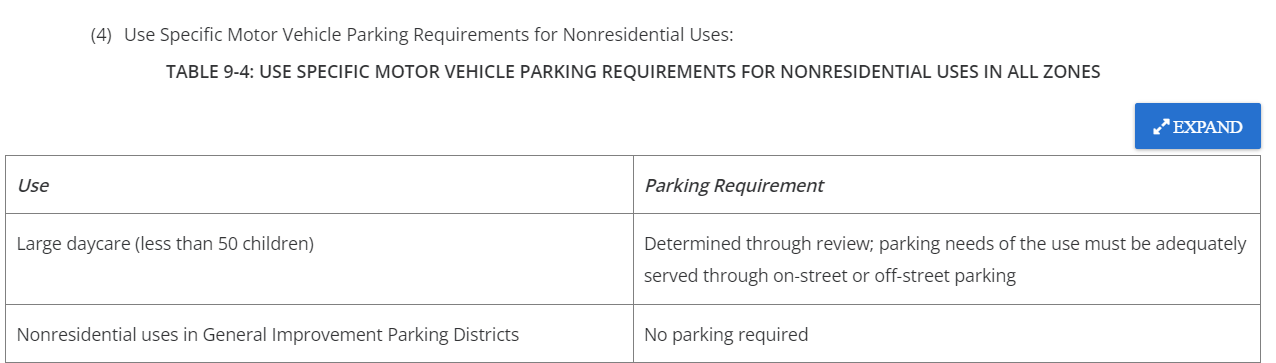 (4) Use Specific Motor Vehicle Parking Requirements for Nonresidential Uses:
TABLE 9-4: USE SPECIFIC MOTOR VEHICLE PARKING REQUIREMENTS FOR NONRESIDENTIAL USES IN ALL ZONES
EXPAND
Use
Parking Requirement
Large daycare (less than 50 children)
Determined through review; parking needs of the use must be adequately
served through on-street or off-street parking
Nonresidential uses in General Improvement Parking Districts
No parking required